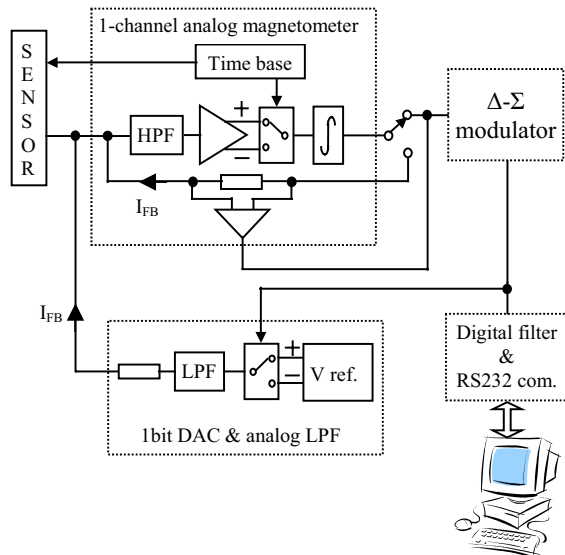 1-channel analog magnetometer
S
E
N
S
O
R
Time base
HPF
+
−
∫
Δ-Σ
modulator
I_FB
I_FB
LPF
+
−
V ref.
1bit DAC & analog LPF
Digital filter
&
RS232 com.